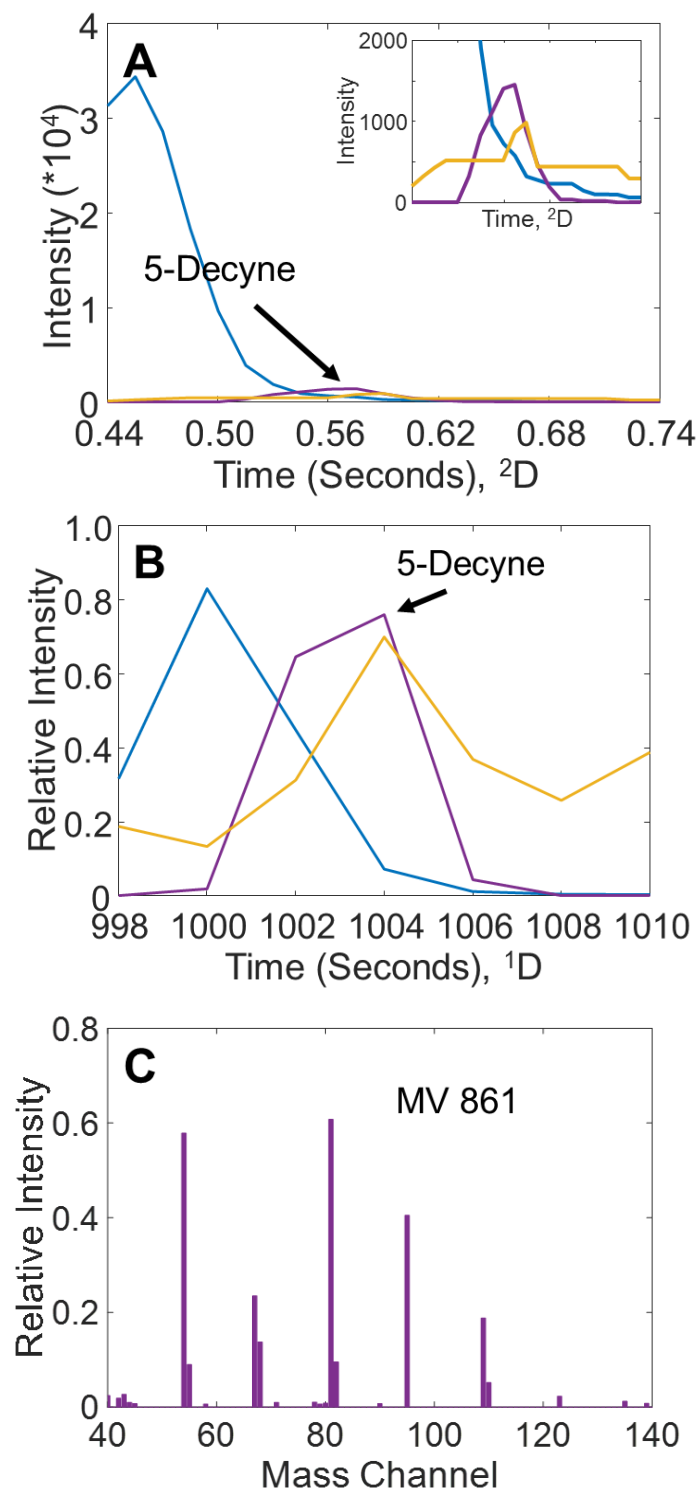 A
Intensity (*10⁴)
4
3
2
1
0
5-Decyne
0.44 0.50 0.56 0.62 0.68 0.74
Time (Seconds), ²D
2000
1000
0
Intensity
Time, ²D
B
Relative Intensity
1.0
0.8
0.6
0.4
0.2
0
5-Decyne
998 1000 1002 1004 1006 1008 1010
Time (Seconds), ¹D
C
Relative Intensity
0.8
0.6
0.4
0.2
0
MV 861
40 60 80 100 120 140
Mass Channel